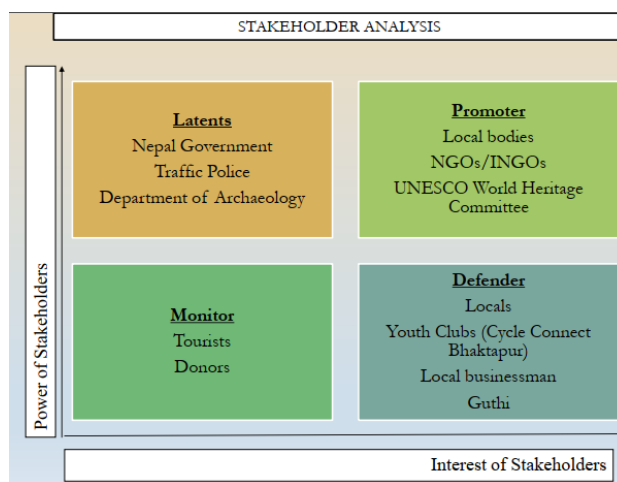 STAKEHOLDER ANALYSIS
Power of Stakeholders
Latents
Nepal Government
Traffic Police
Department of Archaeology
Promoter
Local bodies
NGOs/INGOs
UNESCO World Heritage
Committee
Monitor
Tourists
Donors
Defender
Locals
Youth Clubs (Cycle Connect
Bhaktapur)
Local businessman
Guthi
Interest of Stakeholders